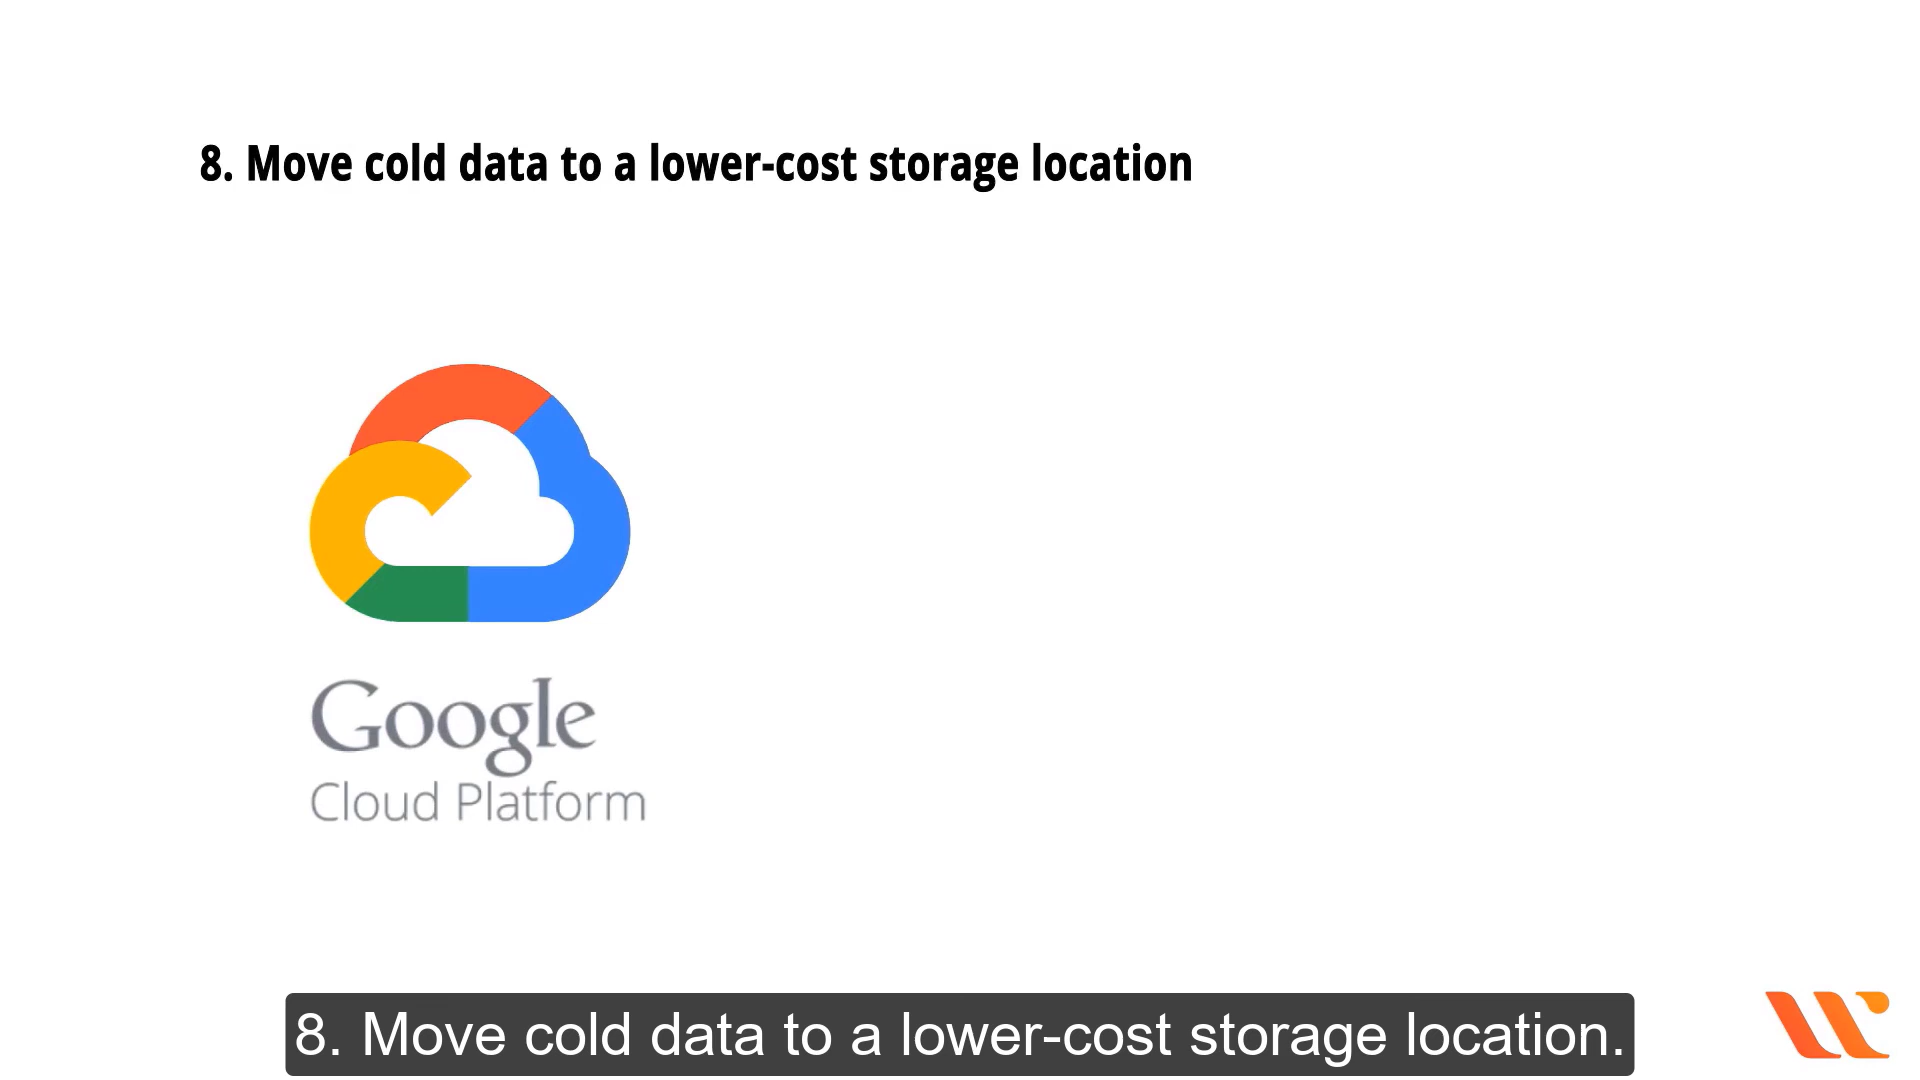 8. Move cold data to a lower-cost storage location
Google
Cloud Platform
8. Move cold data to a lower-cost storage location.